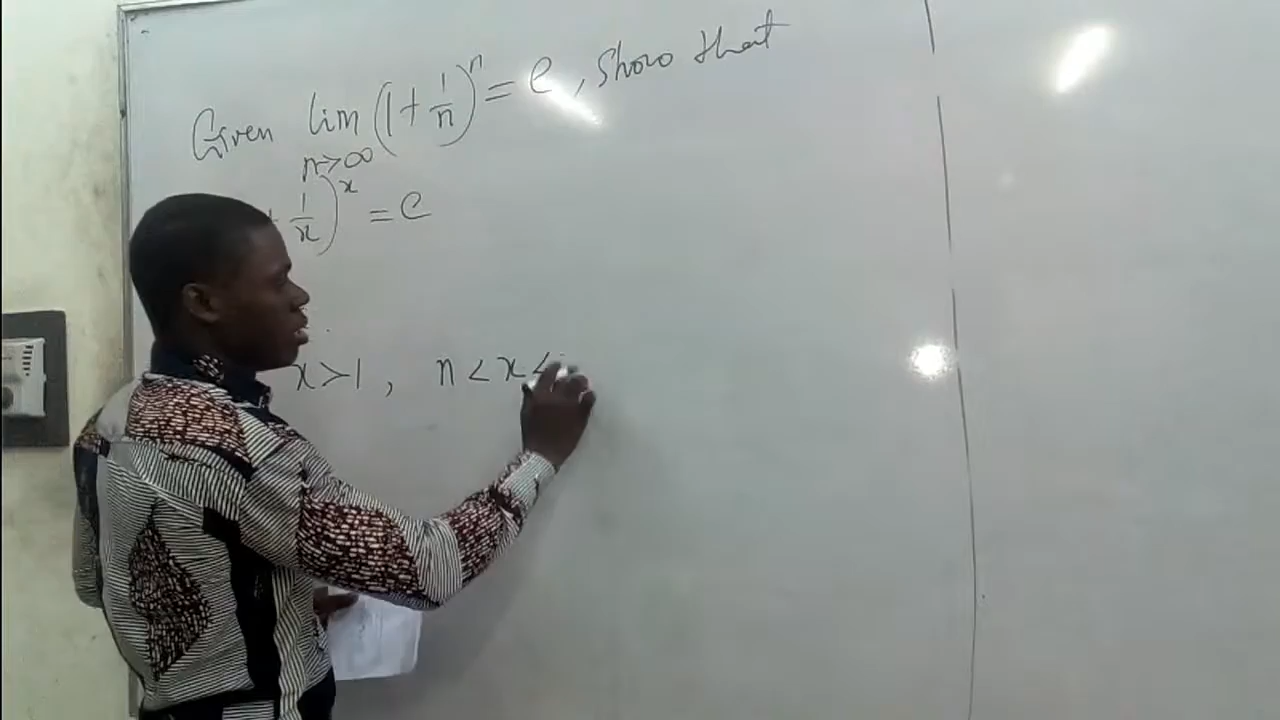 Given lim (1 + 1/n)^n = e, show that
n→∞
1/x)^x = e
x > 1, n < x <